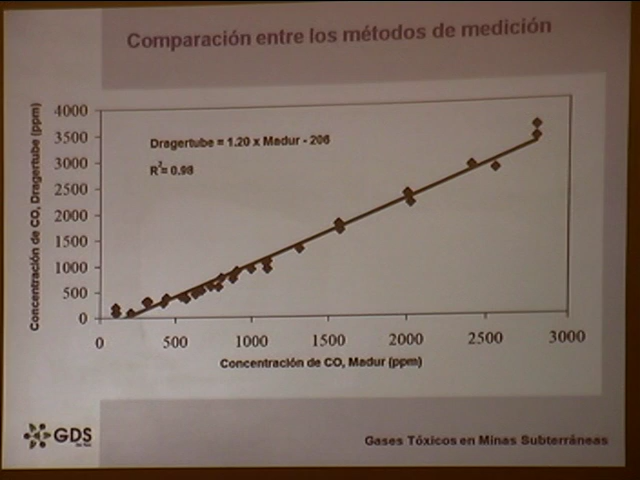 Comparación entre los métodos de medición
4000
3500
3000
2500
2000
1500
1000
500
0
Concentración de CO, Dragertube (ppm)
Dragertube = 1.20 x Madur - 206
R²= 0.98
0 500 1000 1500 2000 2500 3000
Concentración de CO, Madur (ppm)
GDS
Gases Tóxicos en Minas Subterráneas